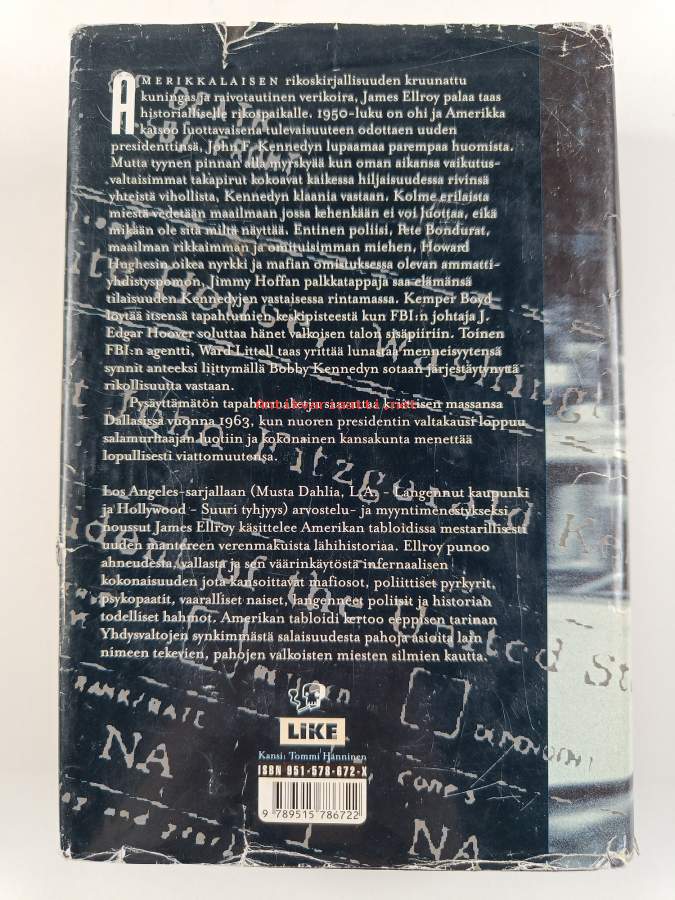 AMERIKKALAISEN rikoskirjallisuuden kruunattu
kuningas ja raivotautinen verikoira, James Ellroy palaa taas
historialliselle rikospaikalle. 1950-luku on ohi ja Amerikka
katsoo luottavaisena tulevaisuuteen odottaen uuden
presidenttinsä, John F. Kennedyn lupaamaa parempaa huomista.
Mutta tyynen pinnan alla myrskyää kun oman aikansa vaikutus-
valtaisimmat takapirut kokoavat kaikessa hiljaisuudessa rivinsä
yhteistä vihollista, Kennedyn klaania vastaan. Kolme erilaista
miestä vedetään maailmaan jossa kehenkään ei voi luottaa, eikä
mikään ole sitä miltä näyttää. Entinen poliisi, Pete Bondurat,
maailman rikkaimman ja omituisimman miehen, Howard
Hughesin oikea nyrkki ja mafian omistuksessa olevan ammatti-
yhdistyspomon, Jimmy Hoffan palkkatappaja saa elämänsä
tilaisuuden Kennedyjen vastaisessa rintamassa. Kemper Boyd
löytää itsensä tapahtumien keskipisteestä kun FBI:n johtaja J.
Edgar Hoover soluttaa hänet valkoisen talon sisäpiiriin. Toinen
FBI:n agentti, Ward Littell taas yrittää lunastaa menneisyytensä
synnit anteeksi liittymällä Bobby Kennedyn sotaan järjestäytynyttä
rikollisuutta vastaan.
Pysäyttämätön tapahtumaketju saavuttaa kriittisen massansa
Dallasissa vuonna 1963, kun nuoren presidentin valtakausi loppuu
salamurhaajan luotiin ja kokonainen kansakunta menettää
lopullisesti viattomuutensa.
Los Angeles-sarjallaan (Musta Dahlia, L.A. - Langennut kaupunki
ja Hollywood - Suuri tyhjyys) arvostelu- ja myyntimenestykseksi
noussut James Ellroy käsittelee Amerikan tabloidissa mestarillisesti
uuden mantereen verenmakuista lähihistoriaa. Ellroy punoo
ahneudesta, vallasta ja sen väärinkäytöstä infernaalisen
kokonaisuuden jota kansoittavat mafiosot, poliittiset pyrkyrit,
psykopaatit, vaaralliset naiset, langenneet poliisit ja historian
todelliset hahmot. Amerikan tabloidi kertoo eeppisen tarinan
Yhdysvaltojen synkimmästä salaisuudesta pahoja asioita lain
nimeen tekevien, pahojen valkoisten miesten silmien kautta.
RANK/RATE
NA
NA
LIKE
Kansi: Tommi Hänninen
ISBN 951-578-672-X
9 789515 786722